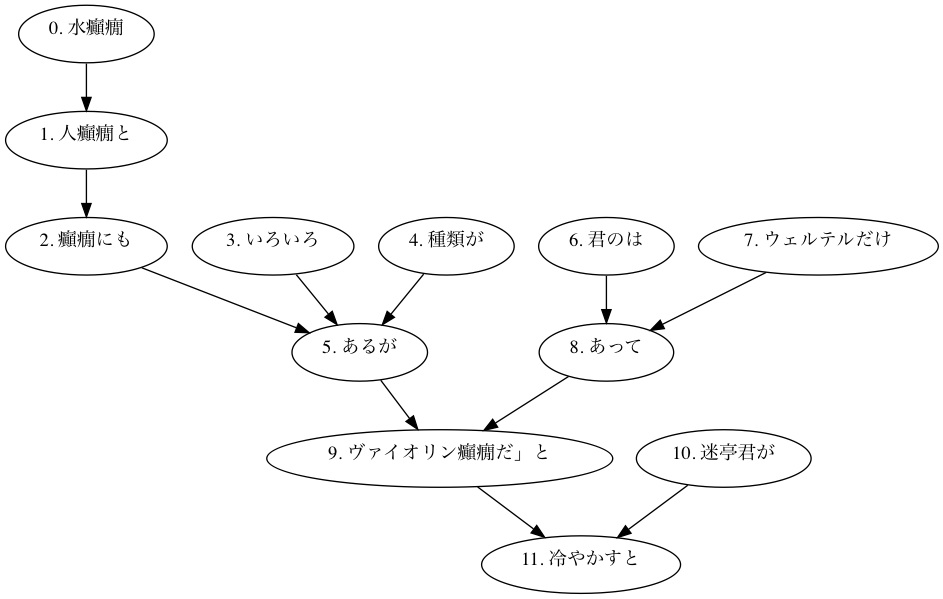 0. 水癲癇
1. 人癲癇と
2. 癲癇にも
3. いろいろ
4. 種類が
6. 君のは
7. ウェルテルだけ
5. あるが
8. あって
9. ヴァイオリン癲癇だ」と
10. 迷亭君が
11. 冷やかすと